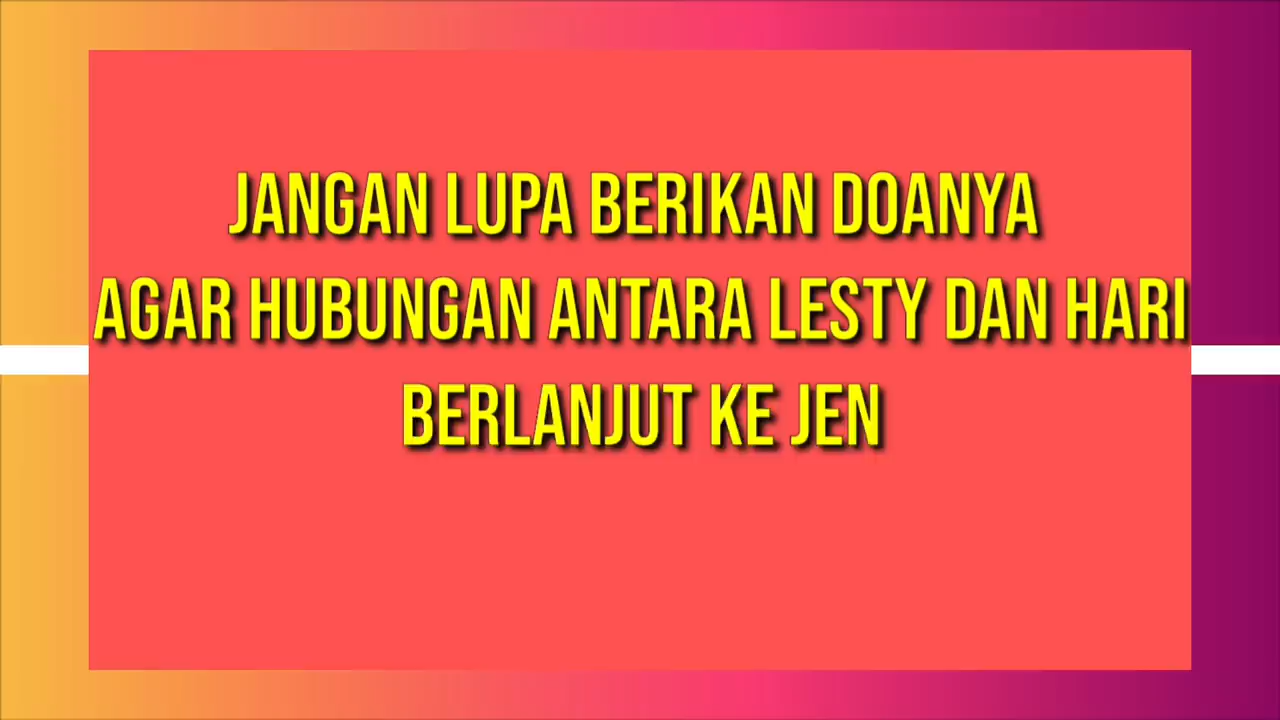 JANGAN LUPA BERIKAN DOANYA
AGAR HUBUNGAN ANTARA LESTY DAN HARI
BERLANJUT KE JEN